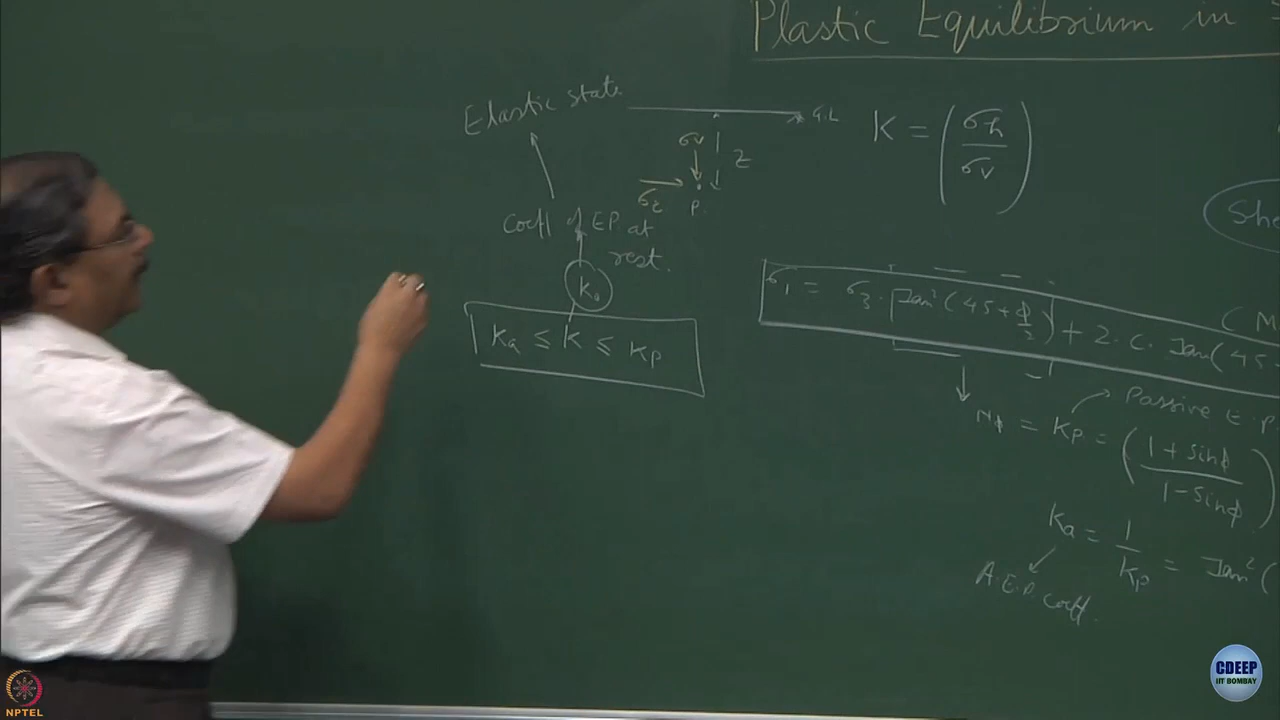 Plastic Equilibrium in
Elastic state
G.L
K = (σh / σv)
σv
z
σz
P.
Coeff of EP at
rest.
She
k₀
Ka ≤ k ≤ Kp
σ₁ = σ₃ . tan² (45 + ϕ/2) + 2. c. tan (45
(M
Nϕ = Kp = (1 + sinϕ / 1 - sinϕ)
Passive E.P
Ka = 1 / Kp = tan² (
A.E.P. coeff.
NPTEL
CDEEP
IIT BOMBAY